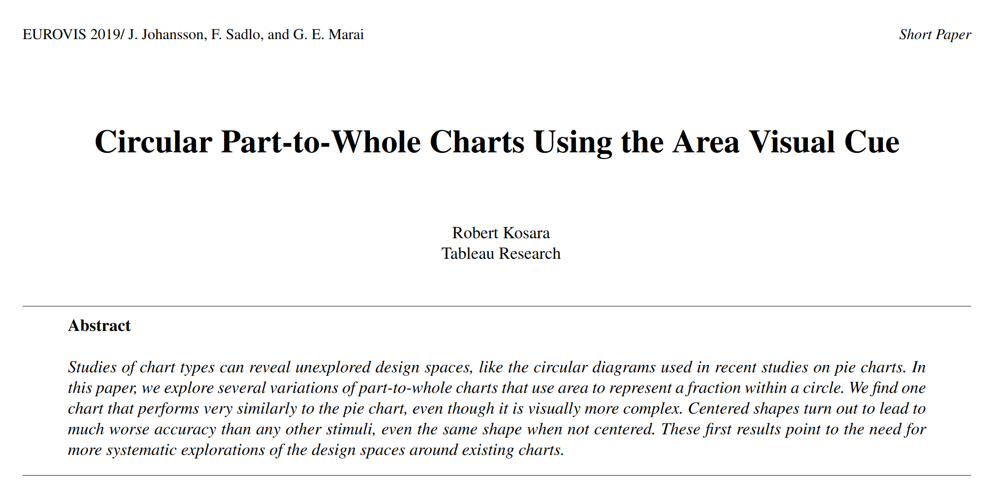 EUROVIS 2019/ J. Johansson, F. Sadlo, and G. E. Marai
Short Paper
Circular Part-to-Whole Charts Using the Area Visual Cue
Robert Kosara
Tableau Research
Abstract
Studies of chart types can reveal unexplored design spaces, like the circular diagrams used in recent studies on pie charts. In
this paper, we explore several variations of part-to-whole charts that use area to represent a fraction within a circle. We find one
chart that performs very similarly to the pie chart, even though it is visually more complex. Centered shapes turn out to lead to
much worse accuracy than any other stimuli, even the same shape when not centered. These first results point to the need for
more systematic explorations of the design spaces around existing charts.